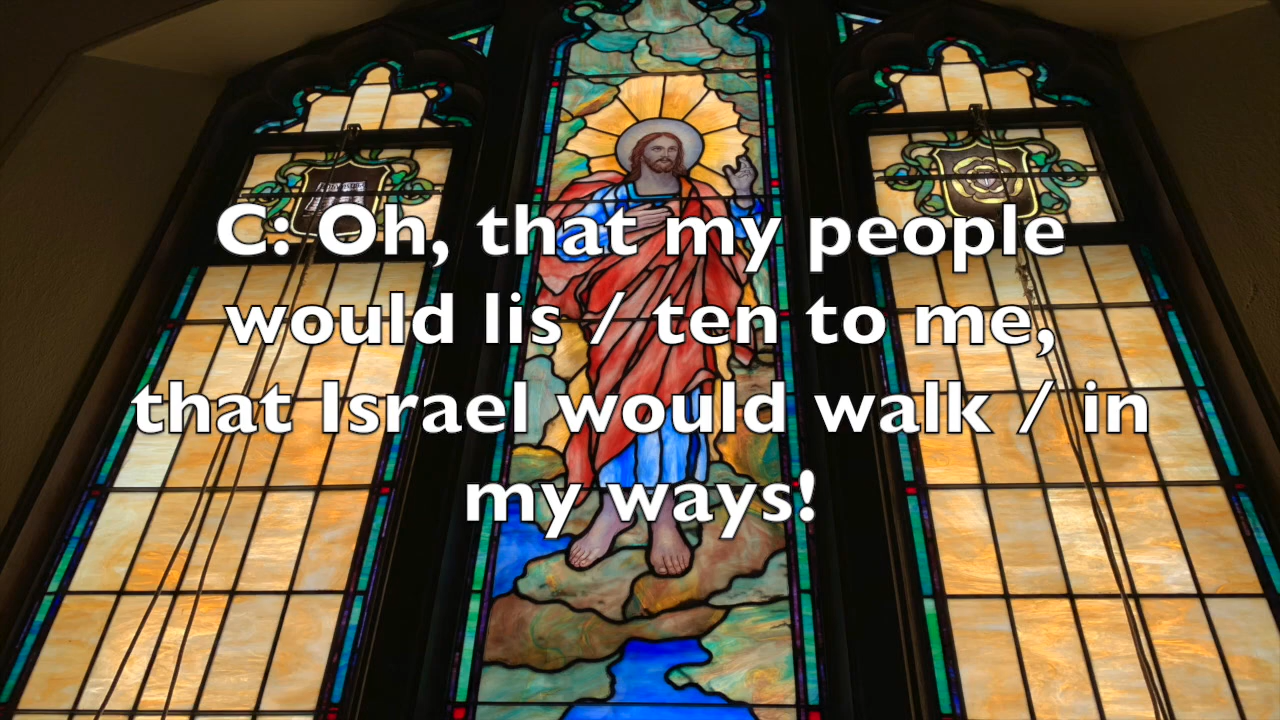 C: Oh, that my people
would lis / ten to me,
that Israel would walk / in
my ways!